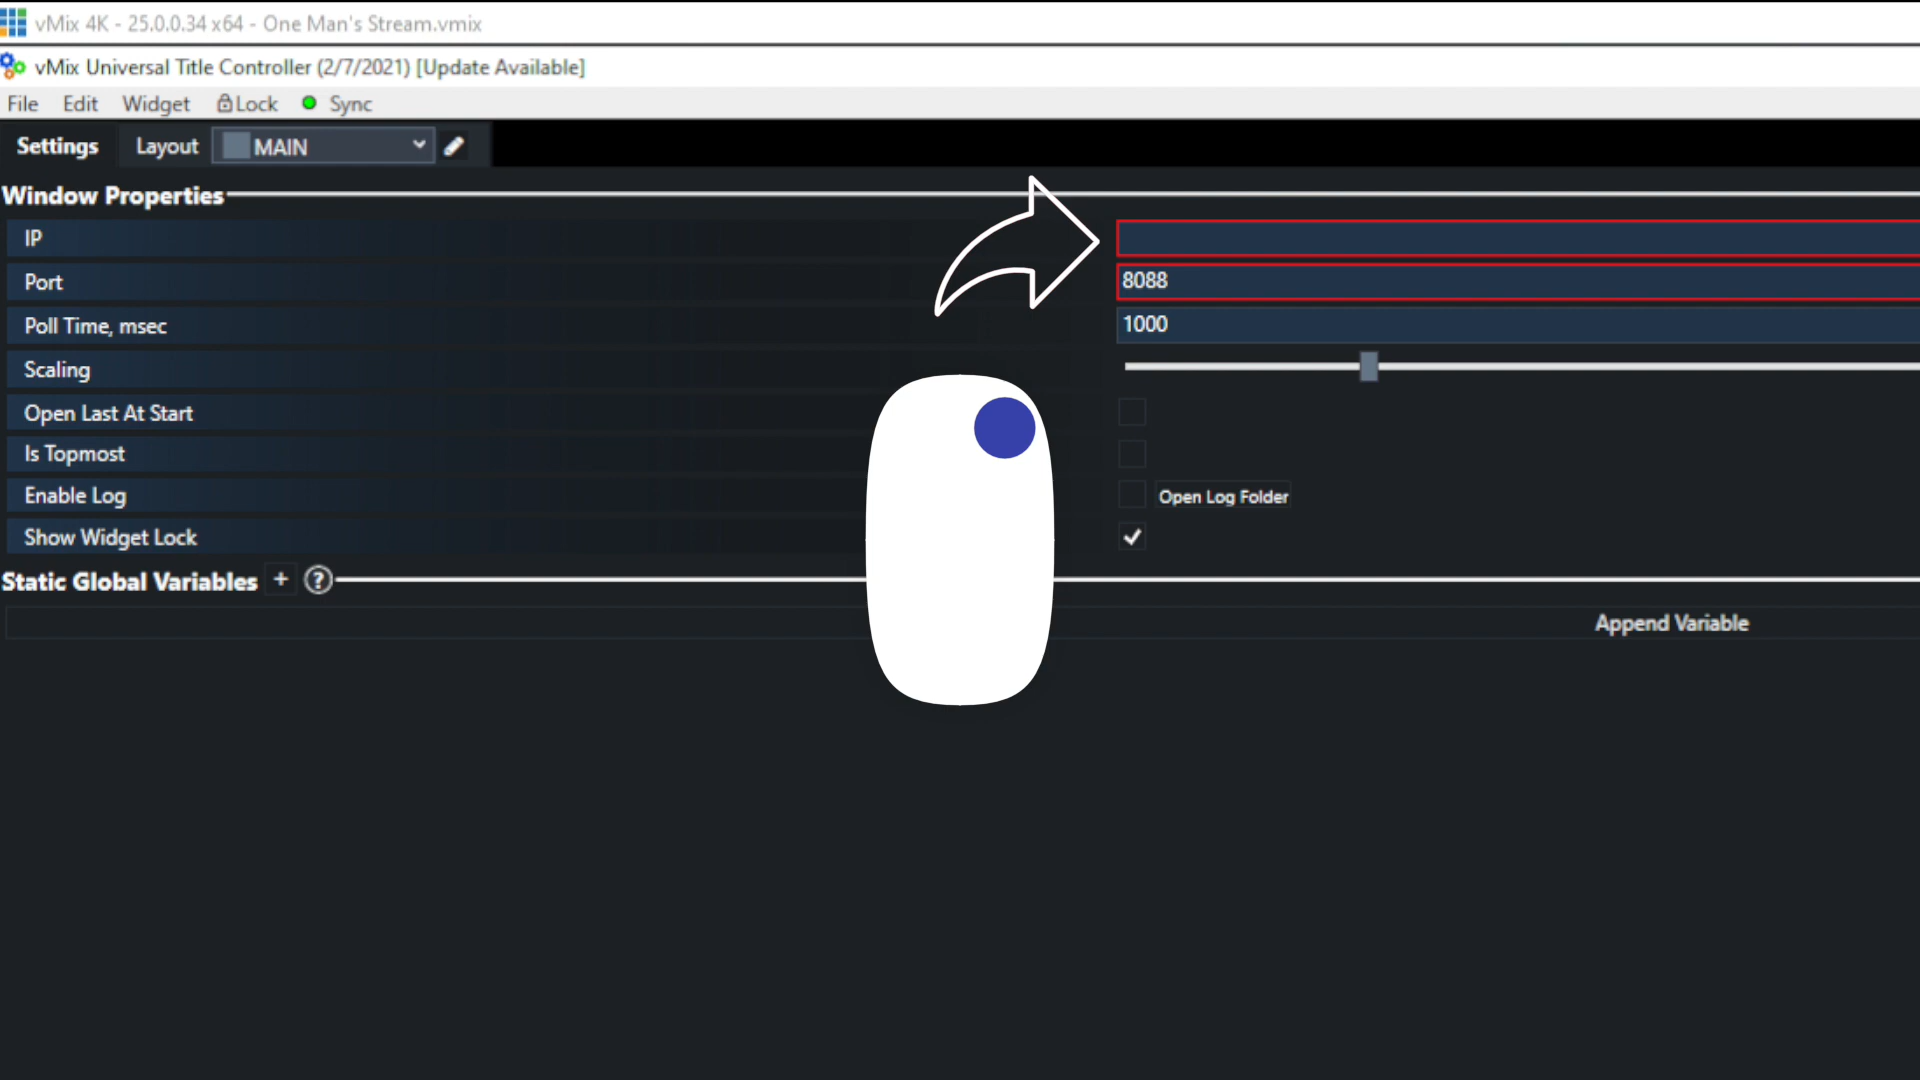 vMix 4K - 25.0.0.34 x64 - One Man's Stream.vmix
vMix Universal Title Controller (2/7/2021) [Update Available]
File Edit Widget Lock Sync
Settings Layout MAIN
Window Properties
IP
Port 8088
Poll Time, msec 1000
Scaling
Open Last At Start
Is Topmost
Enable Log Open Log Folder
Show Widget Lock
Static Global Variables + ?
Append Variable